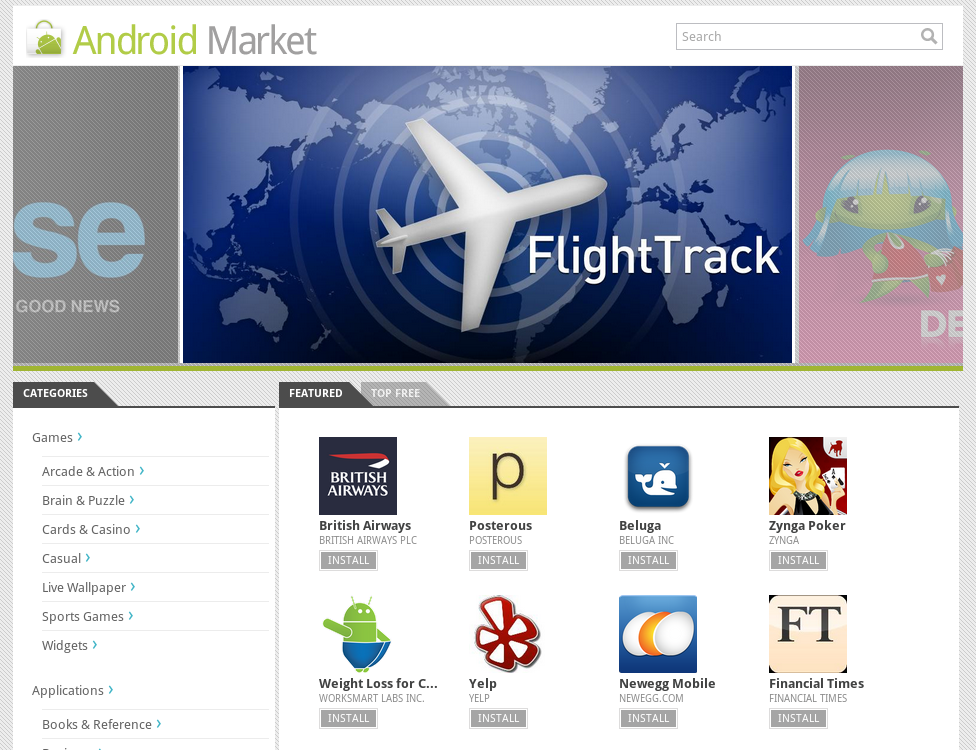 Android Market
Search
se
GOOD NEWS
FlightTrack
DE
CATEGORIES
FEATURED
TOP FREE
Games
Arcade & Action
Brain & Puzzle
Cards & Casino
Casual
Live Wallpaper
Sports Games
Widgets
Applications
Books & Reference
BRITISH
AIRWAYS
p
A
British Airways
Posterous
Beluga
Zynga Poker
BRITISH AIRWAYS PLC
POSTEROUS
BELUGA INC
ZYNGA
INSTALL
INSTALL
INSTALL
INSTALL
FT
Weight Loss for C...
Yelp
Newegg Mobile
Financial Times
WORKSMART LABS INC.
YELP
NEWEGG.COM
FINANCIAL TIMES
INSTALL
INSTALL
INSTALL
INSTALL